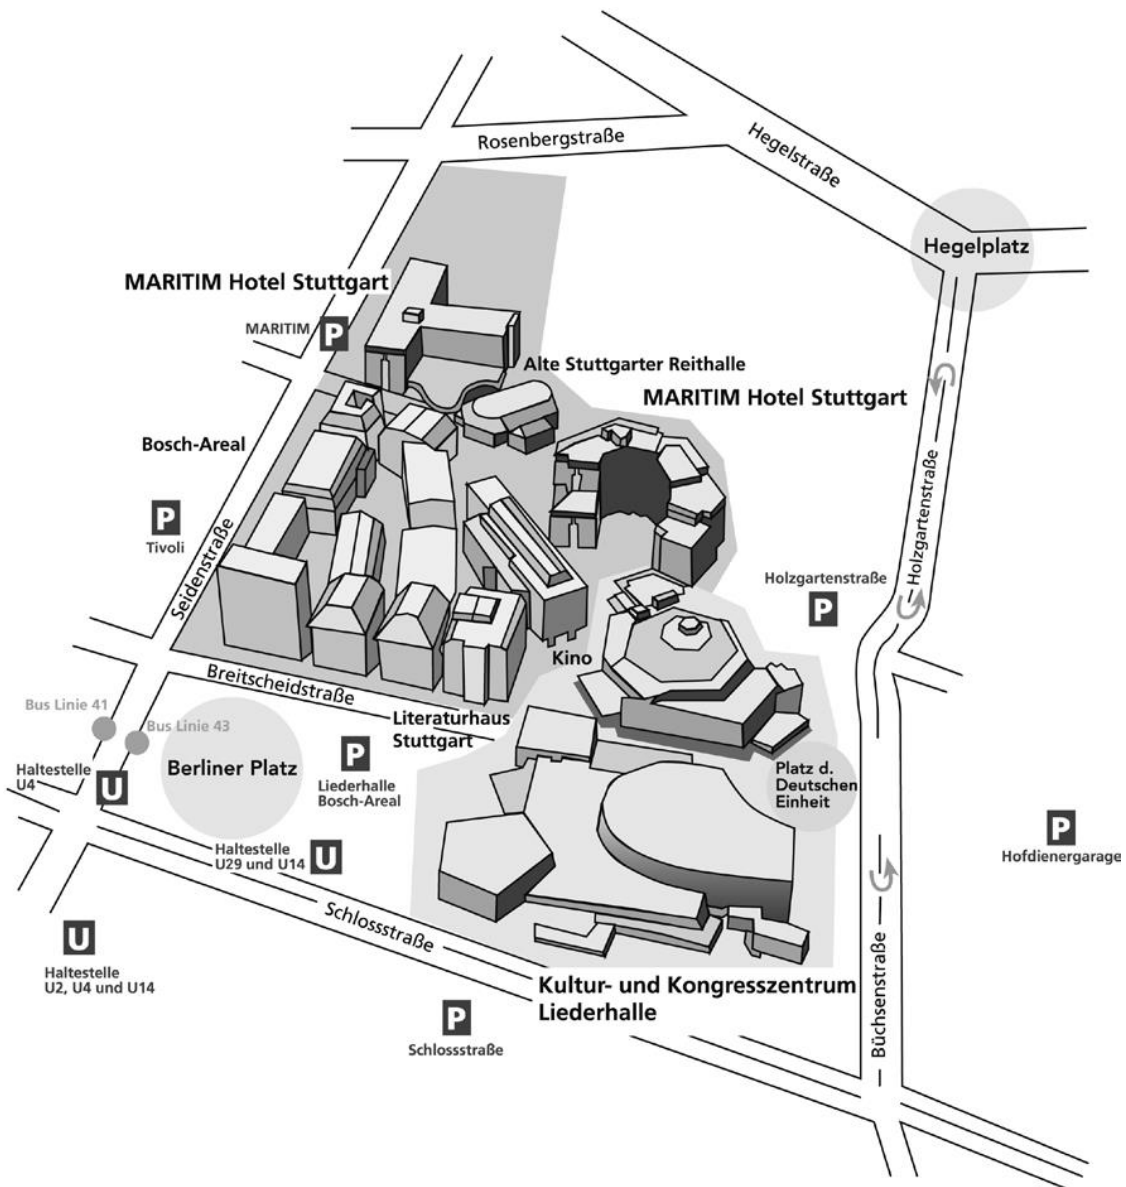 Rosenbergstraße
Hegelstraße
Hegelplatz
MARITIM Hotel Stuttgart
MARITIM P
Alte Stuttgarter Reithalle
MARITIM Hotel Stuttgart
Bosch-Areal
P
Tivoli
Seidenstraße
Holzgartenstraße
Holzgartenstraße
P
Kino
Breitscheidstraße
Bus Linie 41
Bus Linie 43
Literaturhaus
Stuttgart
Berliner Platz
P
Liederhalle
Bosch-Areal
Haltestelle
U4
U
Platz d.
Deutschen
Einheit
P
Hofdienergarage
Haltestelle
U29 und U14
U
Schlossstraße
U
Haltestelle
U2, U4 und U14
Büchsenstraße
Kultur- und Kongresszentrum
Liederhalle
P
Schlossstraße